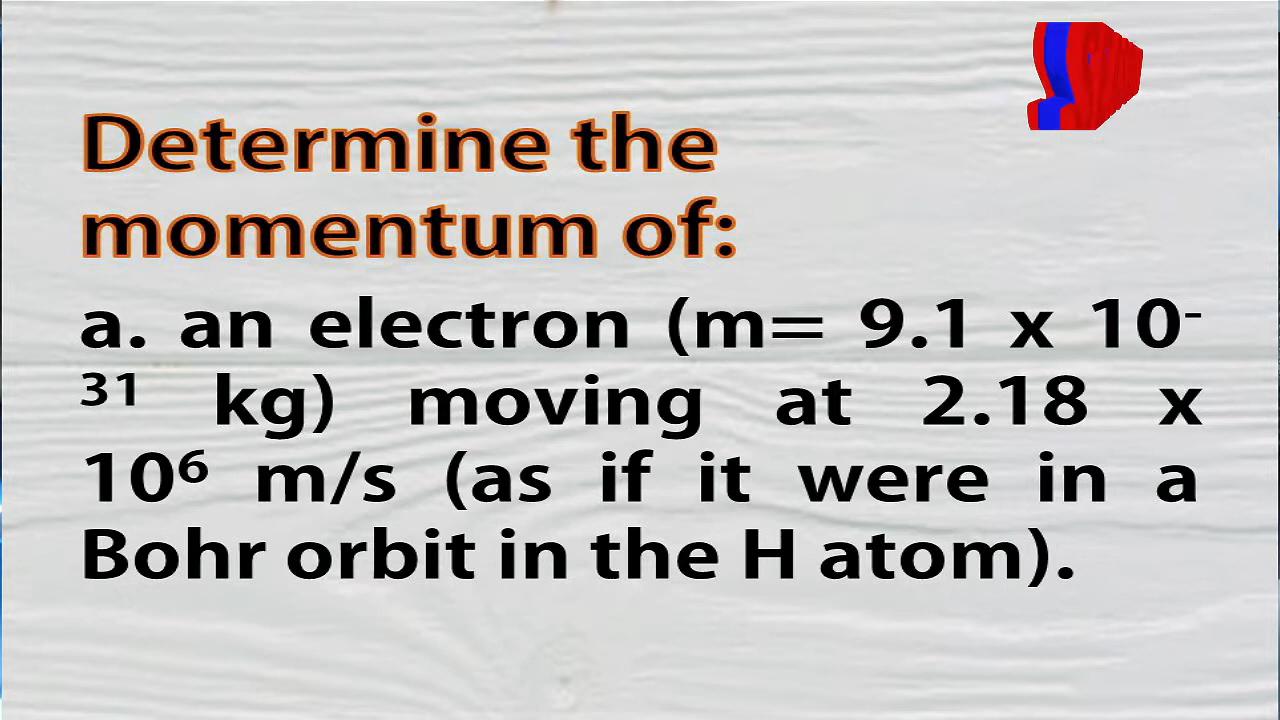 Determine the
momentum of:
a. an electron (m= 9.1 x 10⁻
³¹ kg) moving at 2.18 x
10⁶ m/s (as if it were in a
Bohr orbit in the H atom).